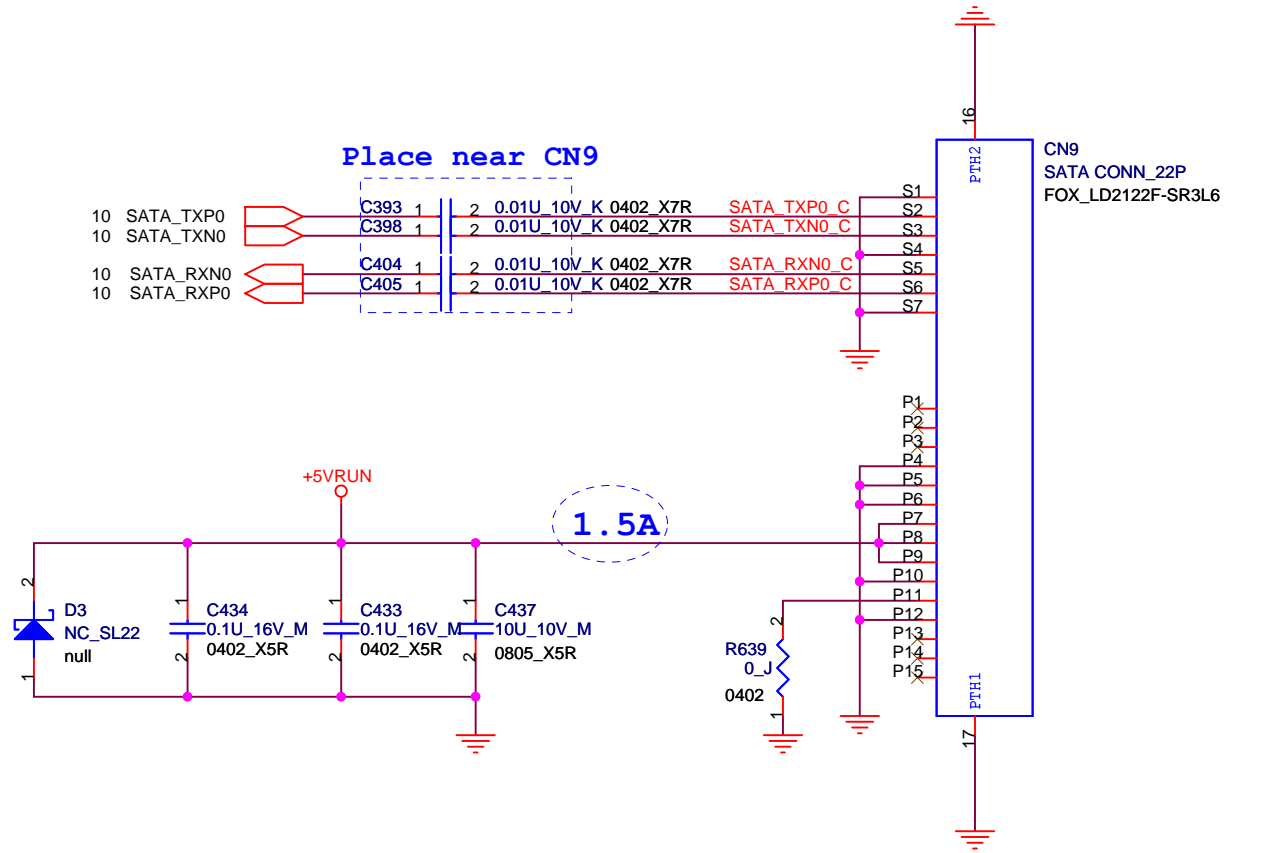 16
PTH2
CN9
SATA CONN_22P
FOX_LD2122F-SR3L6
Place near CN9
10 SATA_TXP0 C393 1 2 0.01U_10V_K 0402_X7R SATA_TXP0_C
10 SATA_TXN0 C398 1 2 0.01U_10V_K 0402_X7R SATA_TXN0_C
10 SATA_RXN0 C404 1 2 0.01U_10V_K 0402_X7R SATA_RXN0_C
10 SATA_RXP0 C405 1 2 0.01U_10V_K 0402_X7R SATA_RXP0_C
S1
S2
S3
S4
S5
S6
S7
P1
P2
P3
P4
P5
P6
P7
P8
P9
P10
P11
P12
P13
P14
P15
+5VRUN
1.5A
2
D3
NC_SL22
null
1
1
C434
0.1U_16V_M
0402_X5R
2
1
C433
0.1U_16V_M
0402_X5R
2
1
C437
10U_10V_M
0805_X5R
2
2
R639
0_J
0402
1
PTH1
17